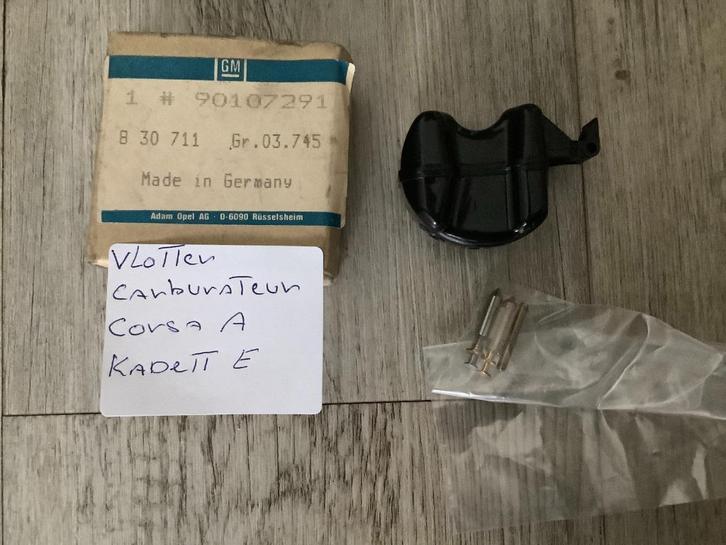 GM
1 # 90107291
B 30 711 Gr.03.745
Made in Germany
Adam Opel AG · D-6090 Rüsselsheim
Vlotter
Carburateur
Corsa A
Kadett E